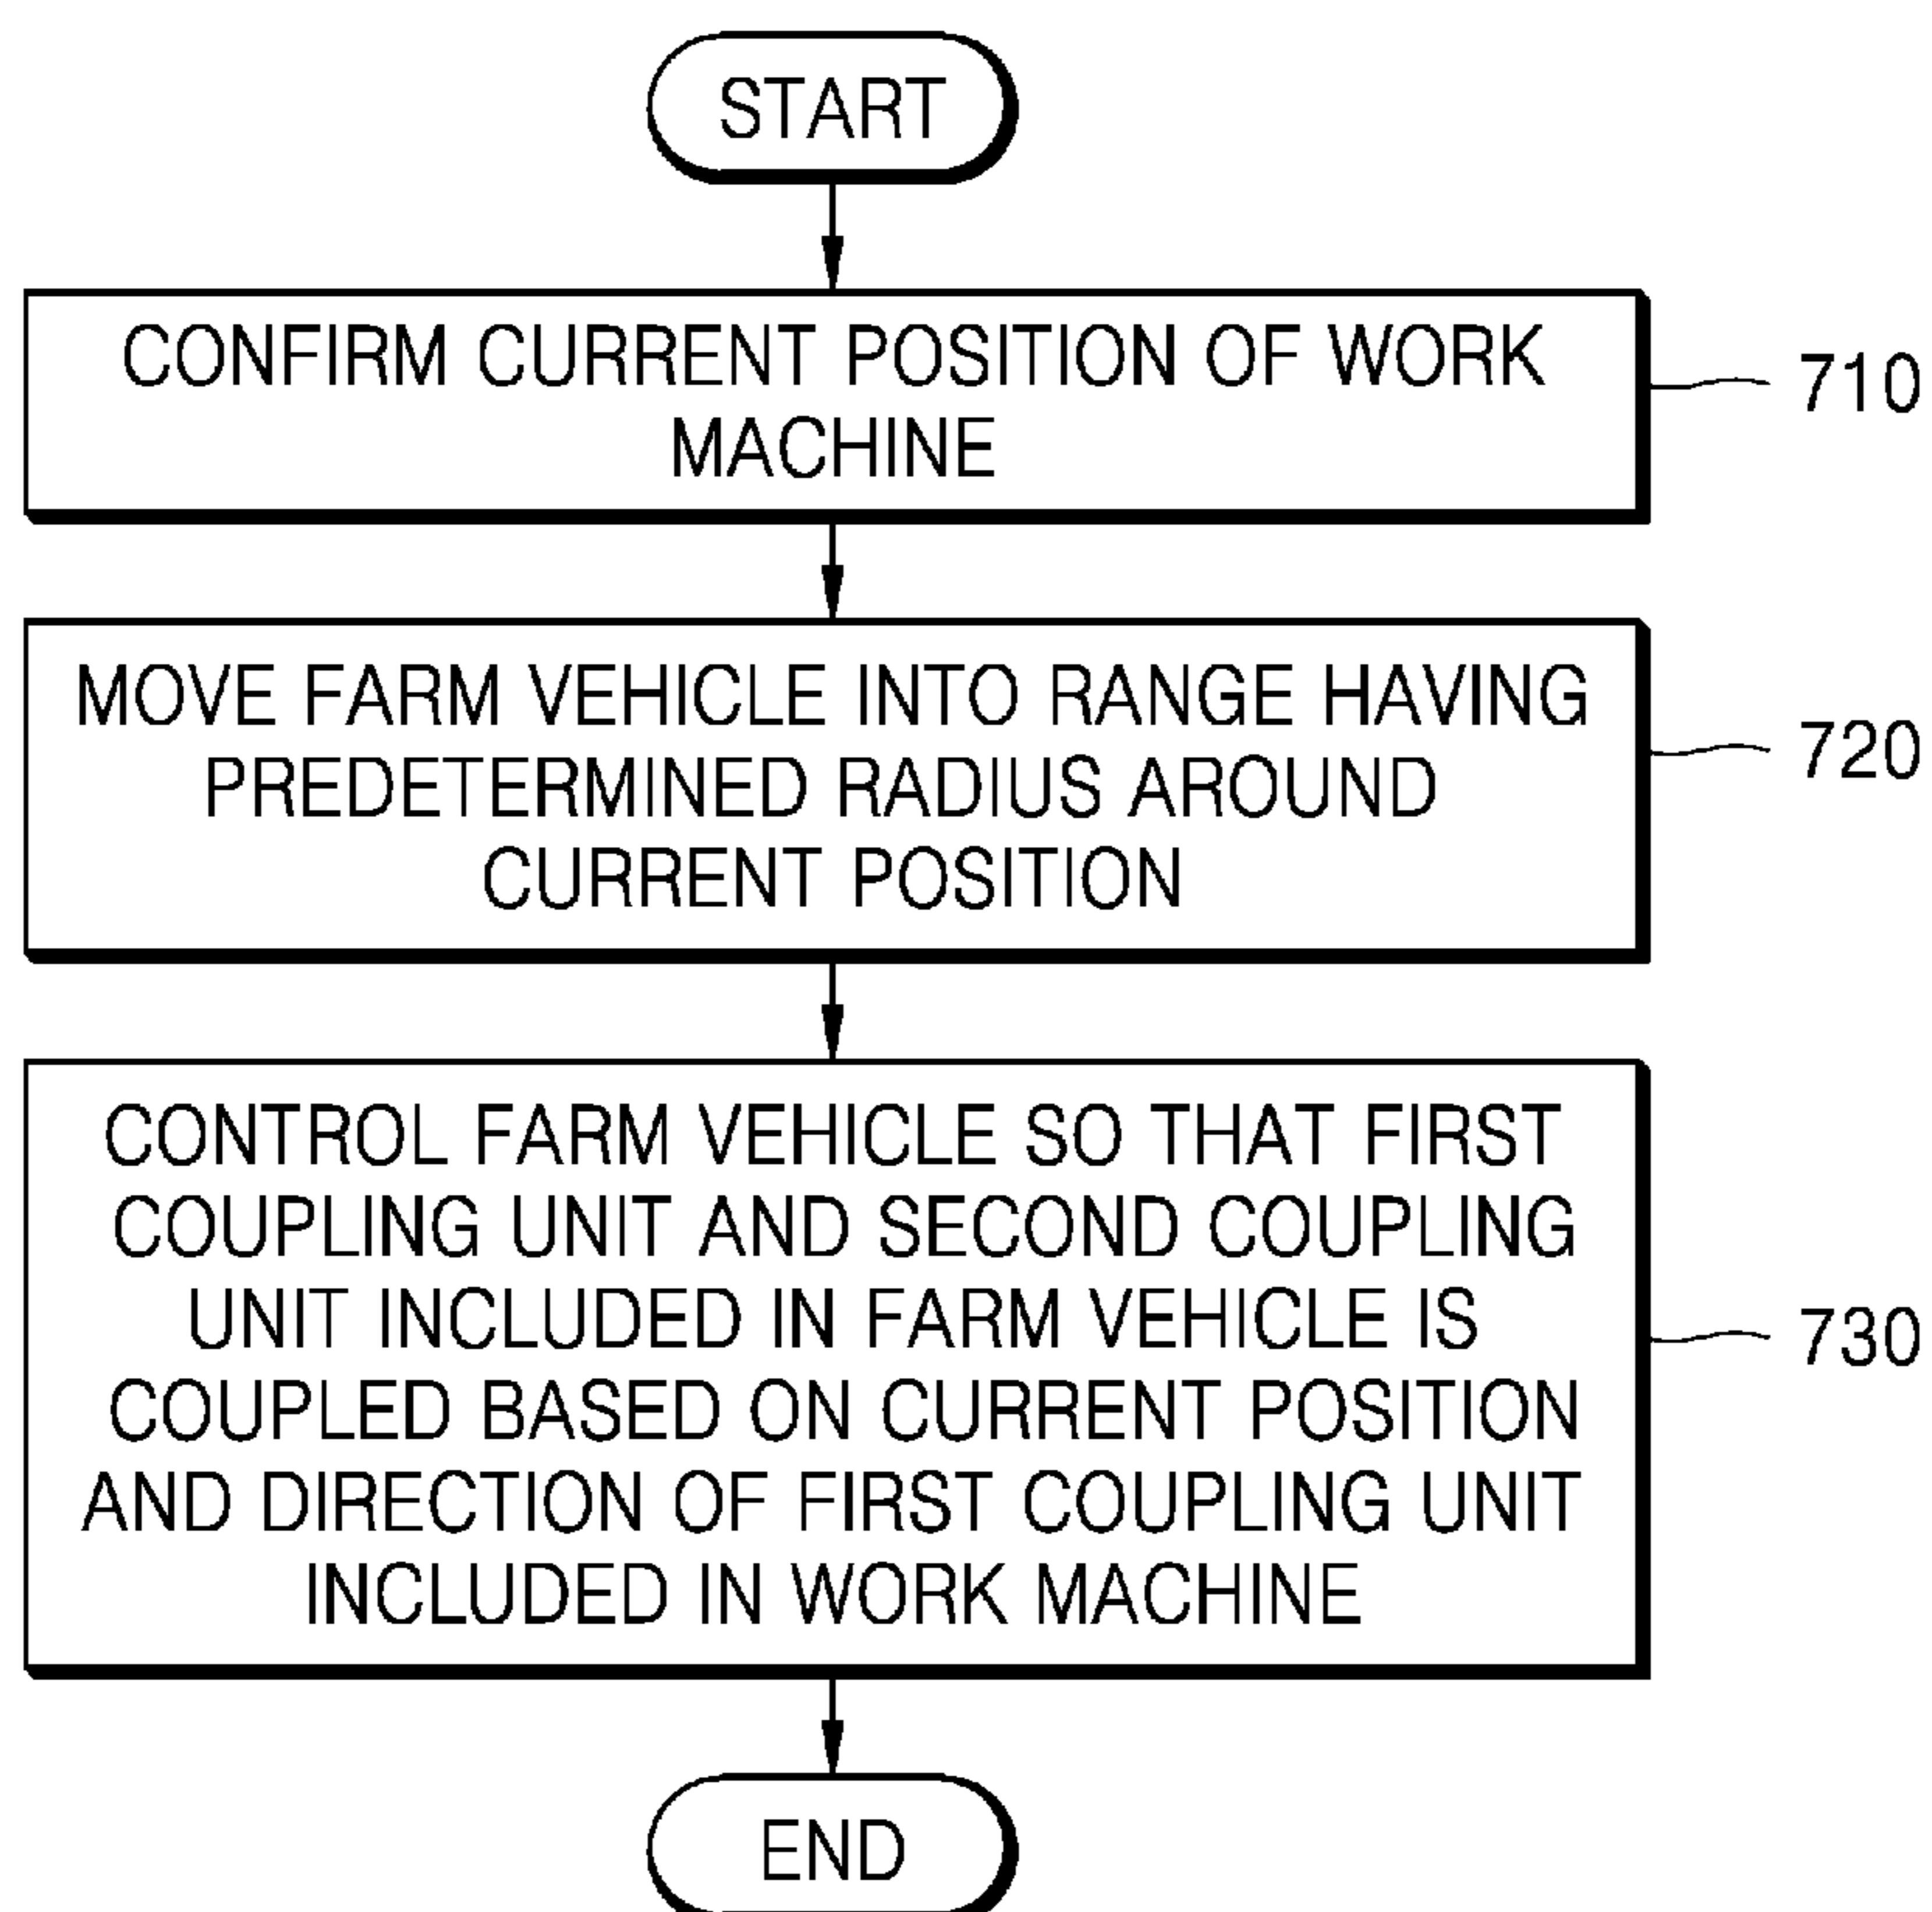 START
CONFIRM CURRENT POSITION OF WORK
MACHINE
710
MOVE FARM VEHICLE INTO RANGE HAVING
PREDETERMINED RADIUS AROUND
CURRENT POSITION
720
CONTROL FARM VEHICLE SO THAT FIRST
COUPLING UNIT AND SECOND COUPLING
UNIT INCLUDED IN FARM VEHICLE IS
COUPLED BASED ON CURRENT POSITION
AND DIRECTION OF FIRST COUPLING UNIT
INCLUDED IN WORK MACHINE
730
END